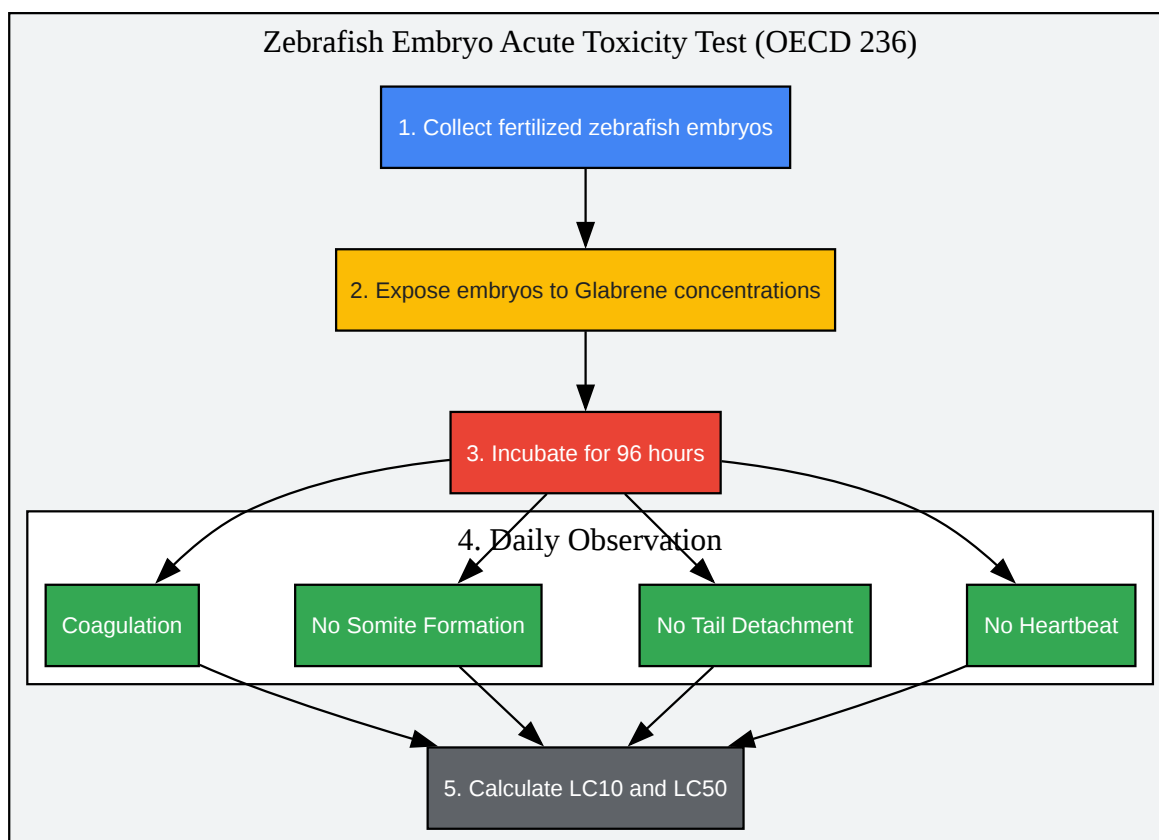 Zebrafish Embryo Acute Toxicity Test (OECD 236)
1. Collect fertilized zebrafish embryos
2. Expose embryos to Glabrene concentrations
3. Incubate for 96 hours
4. Daily Observation
Coagulation
No Somite Formation
No Tail Detachment
No Heartbeat
5. Calculate LC10 and LC50